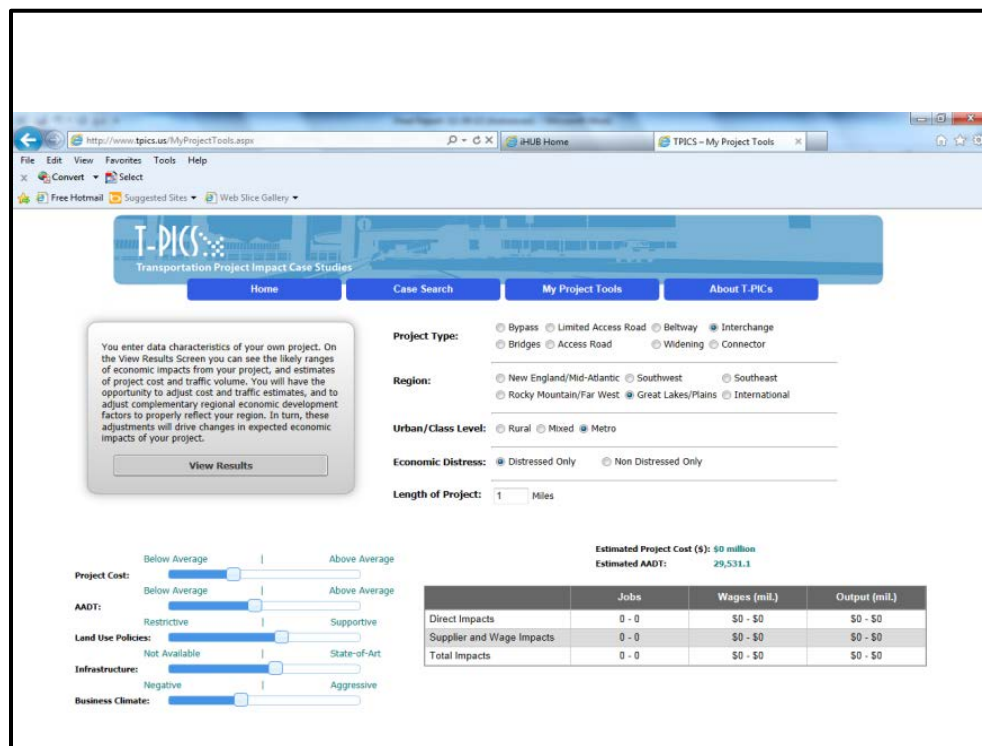 http://www.tpics.us/MyProjectTools.aspx
iHUB Home
TPICS – My Project Tools
File Edit View Favorites Tools Help
Convert Select
Free Hotmail Suggested Sites Web Slice Gallery
T-PICS
Transportation Project Impact Case Studies
Home Case Search My Project Tools About T-PICs
You enter data characteristics of your own project. On
the View Results Screen you can see the likely ranges
of economic impacts from your project, and estimates
of project cost and traffic volume. You will have the
opportunity to adjust cost and traffic estimates, and to
adjust complementary regional economic development
factors to properly reflect your region. In turn, these
adjustments will drive changes in expected economic
impacts of your project.
View Results
Project Type:
Bypass Limited Access Road Beltway Interchange
Bridges Access Road Widening Connector
Region:
New England/Mid-Atlantic Southwest Southeast
Rocky Mountain/Far West Great Lakes/Plains International
Urban/Class Level: Rural Mixed Metro
Economic Distress: Distressed Only Non Distressed Only
Length of Project: 1 Miles
Below Average | Above Average
Project Cost:
Below Average | Above Average
AADT:
Restrictive | Supportive
Land Use Policies:
Not Available | State-of-Art
Infrastructure:
Negative | Aggressive
Business Climate:
Estimated Project Cost ($): $0 million
Estimated AADT: 29,531.1
Jobs Wages (mil.) Output (mil.)
Direct Impacts 0 - 0 $0 - $0 $0 - $0
Supplier and Wage Impacts 0 - 0 $0 - $0 $0 - $0
Total Impacts 0 - 0 $0 - $0 $0 - $0